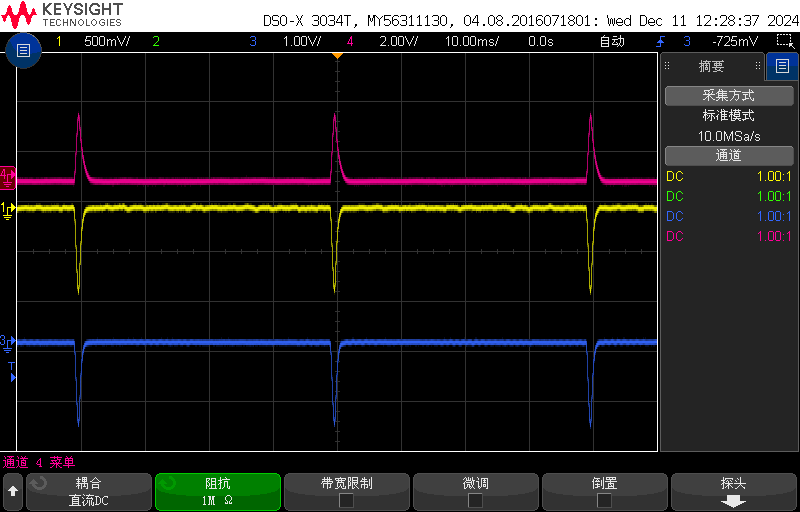 KEYSIGHT
TECHNOLOGIES
DSO-X 3034T, MY56311130, 04.08.2016071801: Wed Dec 11 12:28:37 2024
1 500mV/ 2 3 1.00V/ 4 2.00V/ 10.00ms/ 0.0s 自动 3 -725mV
摘要
采集方式
标准模式
10.0MSa/s
通道
DC 1.00:1
DC 1.00:1
DC 1.00:1
DC 1.00:1
4
1
3
T
通道 4 菜单
耦合
直流DC
阻抗
1M Ω
带宽限制
微调
倒置
探头